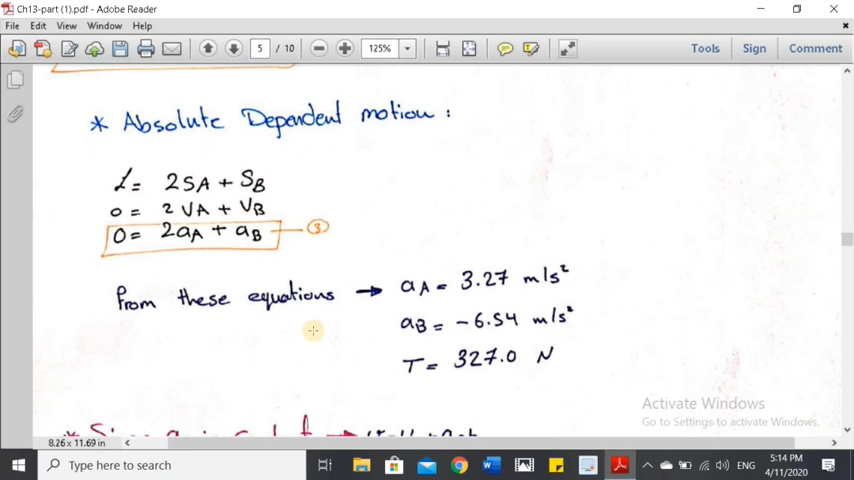 Ch13-part (1).pdf - Adobe Reader
File Edit View Window Help
5 / 10 125% Tools Sign Comment
* Absolute Dependent motion :
L = 2SA + SB
0 = 2VA + VB
0 = 2aA + aB — ③
From these equations → aA = 3.27 m/s²
aB = -6.54 m/s²
T = 327.0 N
Activate Windows
Go to Settings to activate Windows.
8.26 x 11.69 in
Type here to search
ENG
5:14 PM
4/11/2020